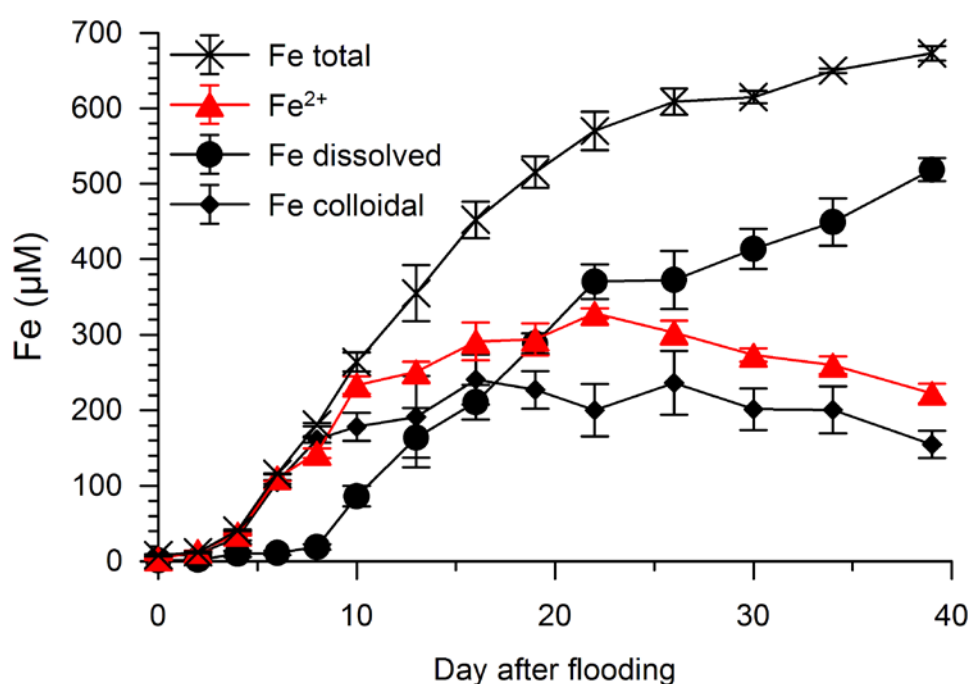 700
600
500
400
300
200
100
0
Fe (µM)
Fe total
Fe²⁺
Fe dissolved
Fe colloidal
0 10 20 30 40
Day after flooding